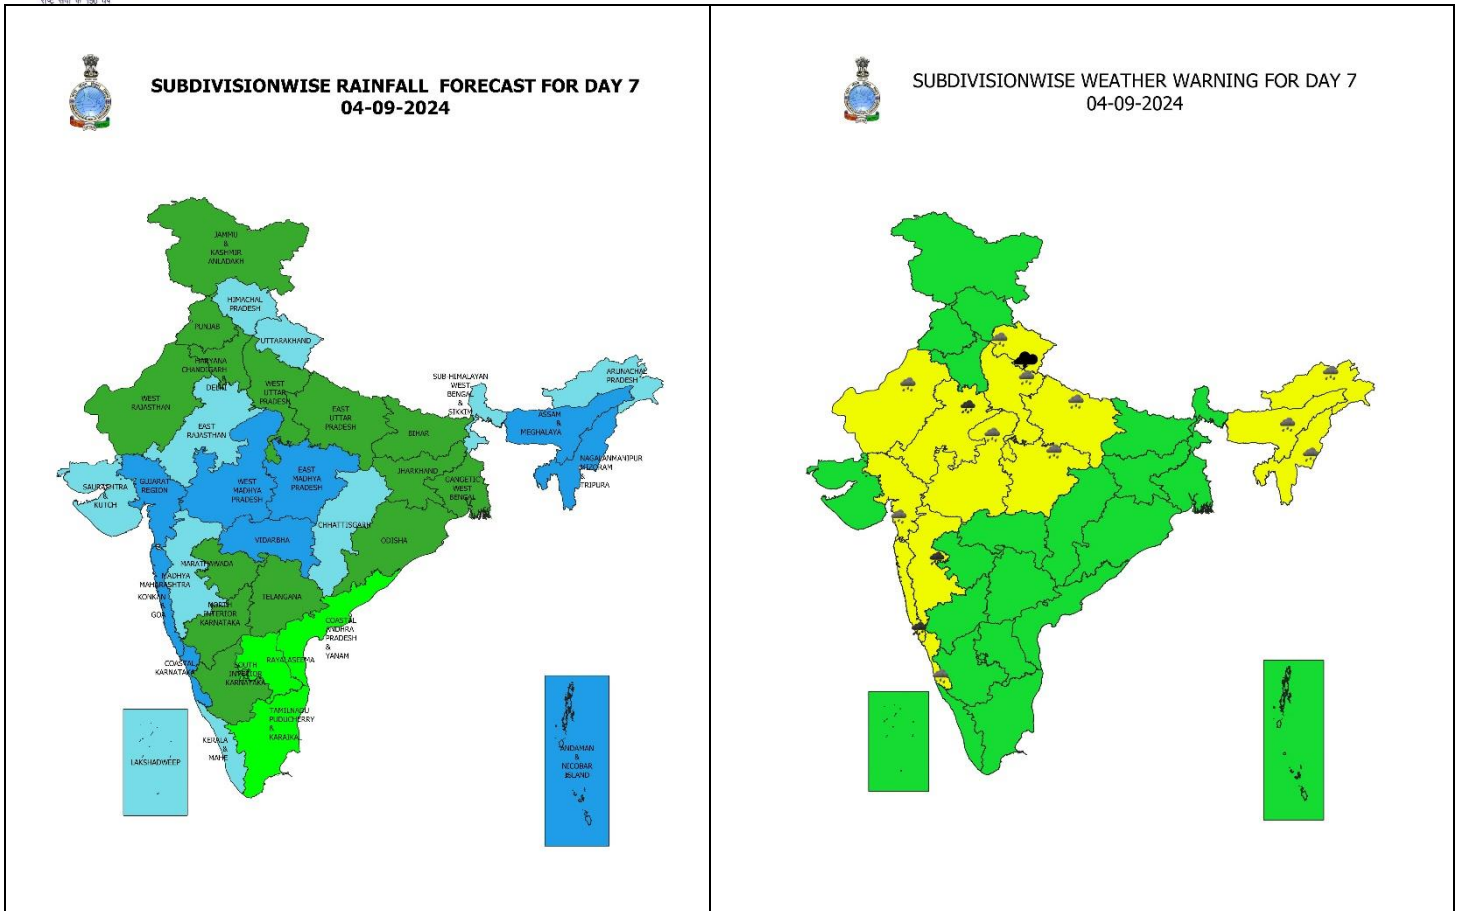 राष्ट्र सेवा के 150 वर्ष
SUBDIVISIONWISE RAINFALL FORECAST FOR DAY 7
04-09-2024
JAMMU
&
KASHMIR
ANLADAKH
HIMACHAL
PRADESH
PUNJAB
PUTTARAKHAND
HARYANA
CHANDIGARH
&
DELHI
WEST
UTTAR
PRADESH
WEST
RAJASTHAN
EAST
UTTAR
PRADESH
SUB HIMALAYAN
WEST
BENGAL
&
SIKKIM
ARUNACHAL
PRADESH
ASSAM
&
MEGHALAYA
EAST
RAJASTHAN
BIHAR
NAGALANMANIPUR
MIZORAM
&
TRIPURA
JHARKHAND
GANGETIC
WEST
BENGAL
SAURASHTRA
&
KUTCH
GUJARAT
REGION
WEST
MADHYA
PRADESH
EAST
MADHYA
PRADESH
CHHATTISGARH
ODISHA
VIDARBHA
MARATHWADA
MADHYA
MAHARASHTRA
KONKAN
&
GOA
NORTH
INTERIOR
KARNATAKA
TELANGANA
COASTAL
ANDHRA
PRADESH
&
YANAM
COASTAL
KARNATAKA
SOUTH
INTERIOR
KARNATAKA
RAYALASEEMA
TAMILNADU
PUDUCHERRY
&
KARAIKAL
KERALA
&
MAHE
LAKSHADWEEP
ANDAMAN
&
NICOBAR
ISLAND
SUBDIVISIONWISE WEATHER WARNING FOR DAY 7
04-09-2024